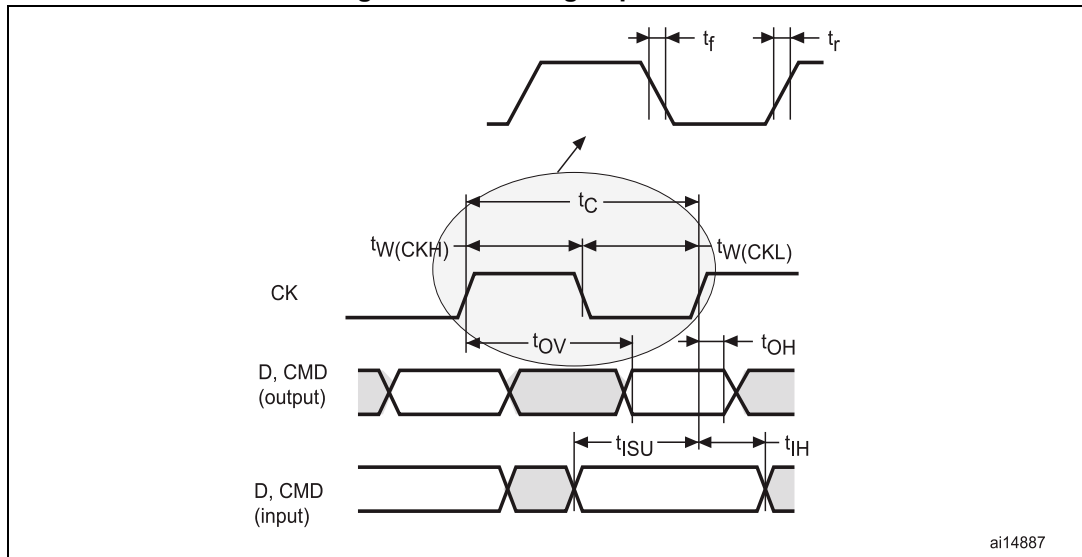 tf
tr
tC
tW(CKH)
tW(CKL)
CK
tOV
tOH
D, CMD
(output)
tISU
tIH
D, CMD
(input)
ai14887